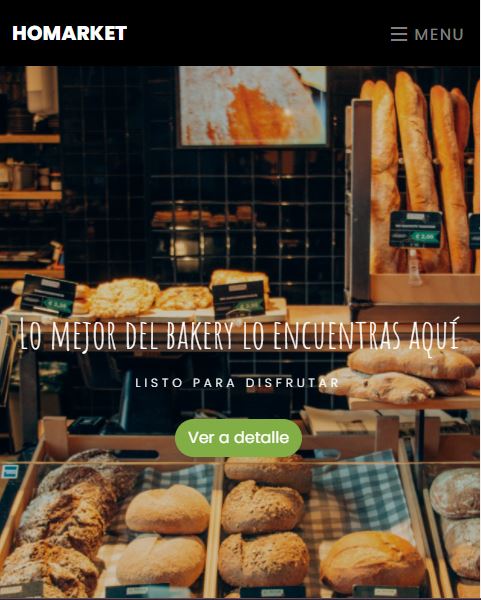 HOMARKET
MENU
Lo mejor del bakery lo encuentras aquí
LISTO PARA DISFRUTAR
Ver a detalle